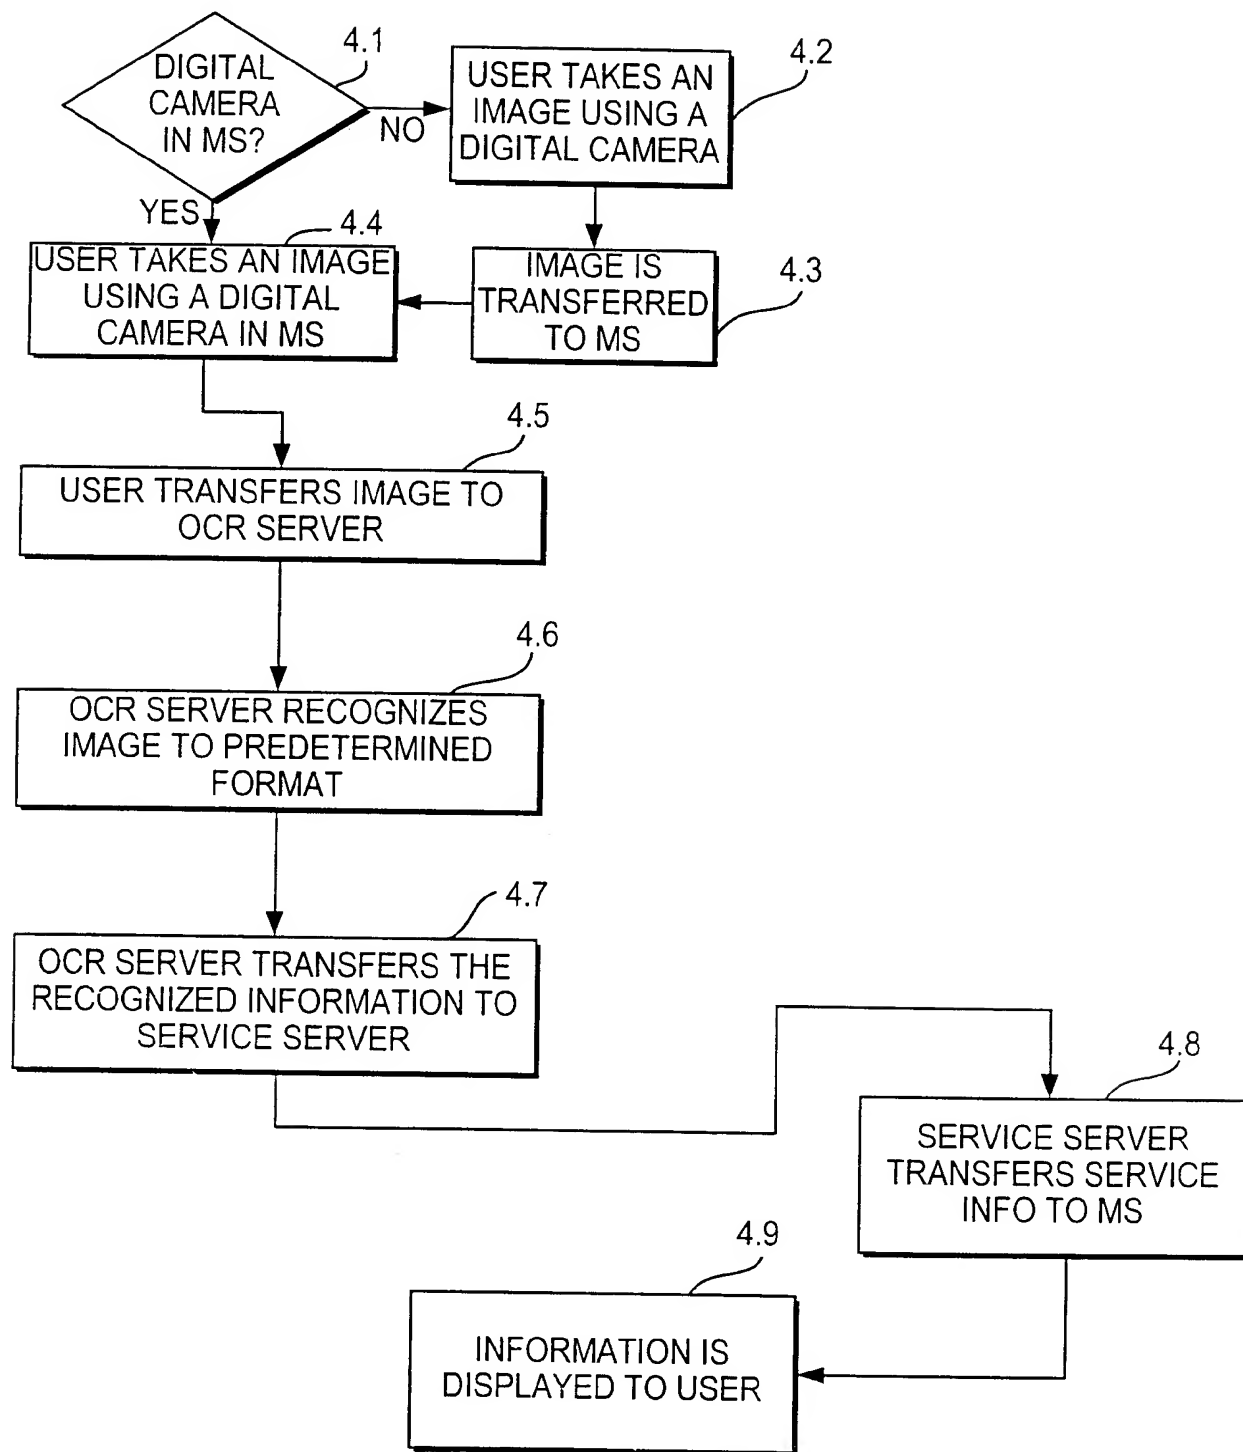 DIGITAL
CAMERA
IN MS?
4.1
NO
YES
USER TAKES AN
IMAGE USING A
DIGITAL CAMERA
4.2
IMAGE IS
TRANSFERRED
TO MS
4.3
USER TAKES AN IMAGE
USING A DIGITAL
CAMERA IN MS
4.4
USER TRANSFERS IMAGE TO
OCR SERVER
4.5
OCR SERVER RECOGNIZES
IMAGE TO PREDETERMINED
FORMAT
4.6
OCR SERVER TRANSFERS THE
RECOGNIZED INFORMATION TO
SERVICE SERVER
4.7
SERVICE SERVER
TRANSFERS SERVICE
INFO TO MS
4.8
INFORMATION IS
DISPLAYED TO USER
4.9